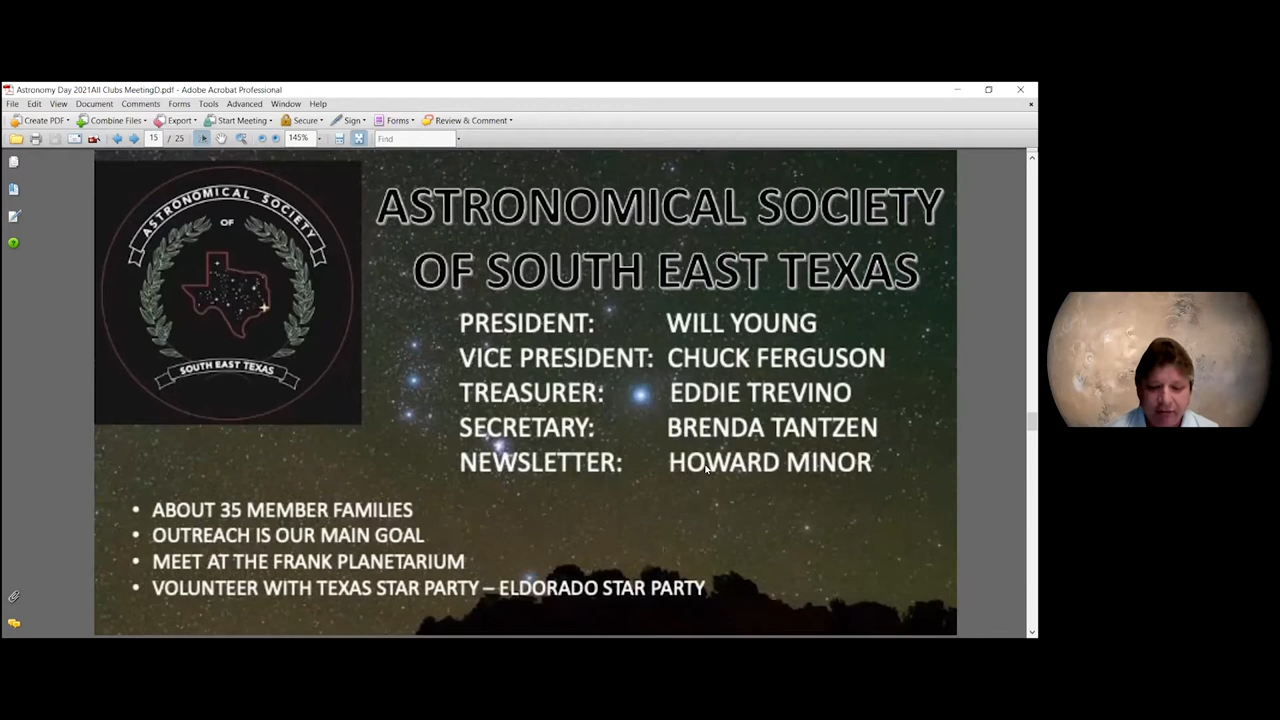 Astronomy Day 2021All Clubs MeetingD.pdf - Adobe Acrobat Professional
File Edit View Document Comments Forms Tools Advanced Window Help
Create PDF Combine Files Export Start Meeting Secure Sign Forms Review & Comment
15 / 25 145% Find
ASTRONOMICAL SOCIETY
OF
SOUTH EAST TEXAS
ASTRONOMICAL SOCIETY
OF SOUTH EAST TEXAS
PRESIDENT: WILL YOUNG
VICE PRESIDENT: CHUCK FERGUSON
TREASURER: EDDIE TREVINO
SECRETARY: BRENDA TANTZEN
NEWSLETTER: HOWARD MINOR
• ABOUT 35 MEMBER FAMILIES
• OUTREACH IS OUR MAIN GOAL
• MEET AT THE FRANK PLANETARIUM
• VOLUNTEER WITH TEXAS STAR PARTY – ELDORADO STAR PARTY